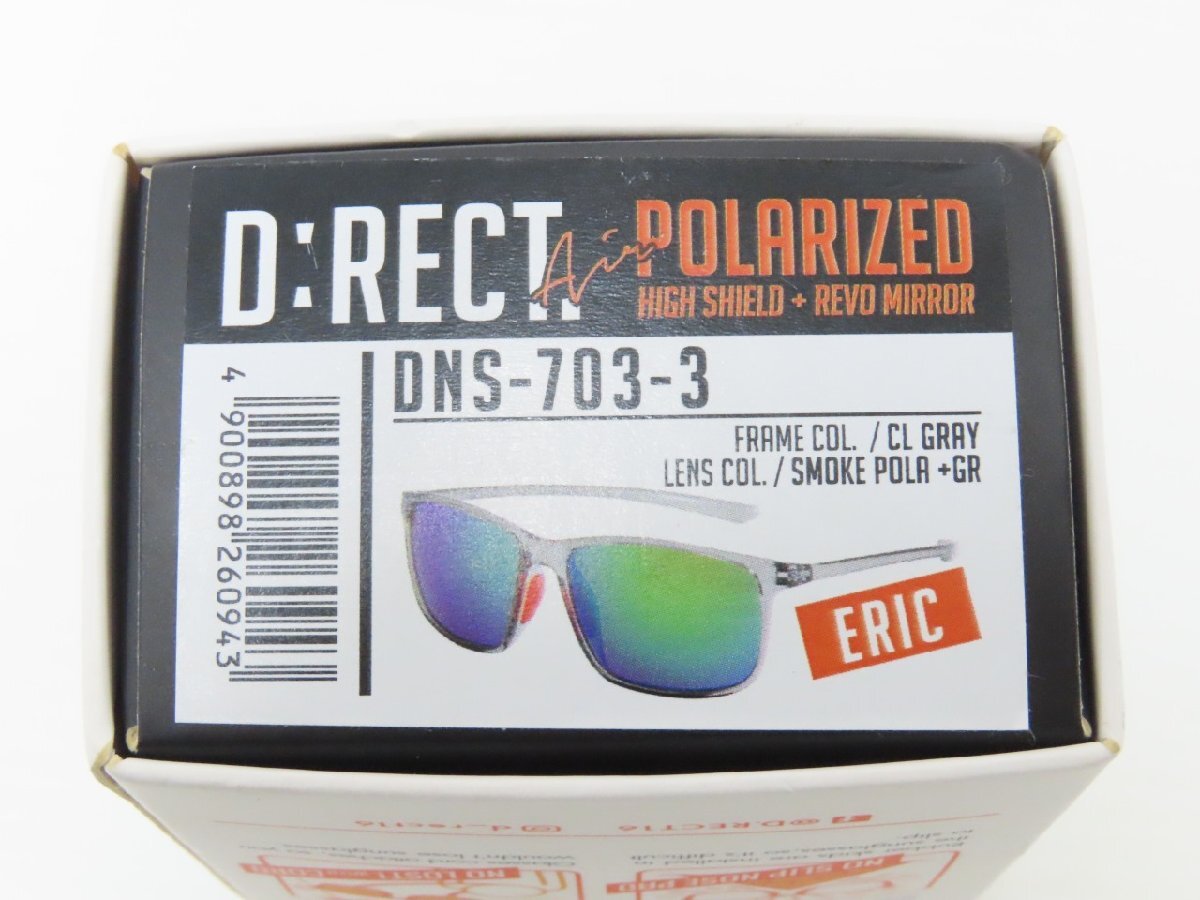 D:RECT.
Air
POLARIZED
HIGH SHIELD + REVO MIRROR
DNS-703-3
FRAME COL. / CL GRAY
LENS COL. / SMOKE POLA +GR
ERIC
4 900898 260943
@D.RECT16
d_rect16
NO SLIP NOSE PAD
NO LOST!